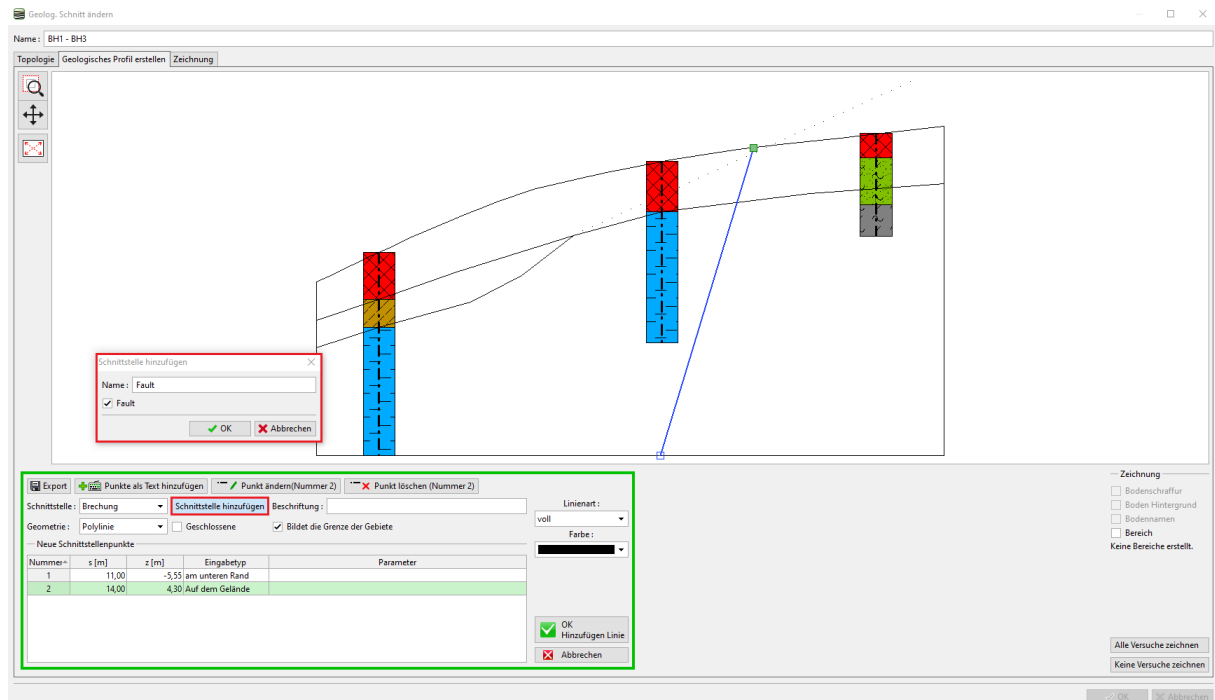 Geolog. Schnitt ändern
Name : BH1 - BH3
Topologie Geologisches Profil erstellen Zeichnung
Schnittstelle hinzufügen
Name : Fault
Fault
OK Abbrechen
Export Punkte als Text hinzufügen Punkt ändern(Nummer 2) Punkt löschen (Nummer 2)
Schnittstelle : Brechung Schnittstelle hinzufügen Beschriftung :
Geometrie : Polylinie Geschlossene Bildet die Grenze der Gebiete
Neue Schnittstellenpunkte
Nummer s [m] z [m] Eingabetyp Parameter
1 11,00 -5,55 am unteren Rand
2 14,00 4,30 Auf dem Gelände
Linienart :
voll
Farbe :
OK
Hinzufügen Linie
Abbrechen
Zeichnung
Bodenschraffur
Boden Hintergrund
Bodennamen
Bereich
Keine Bereiche erstellt.
Alle Versuche zeichnen
Keine Versuche zeichnen
OK Abbrechen